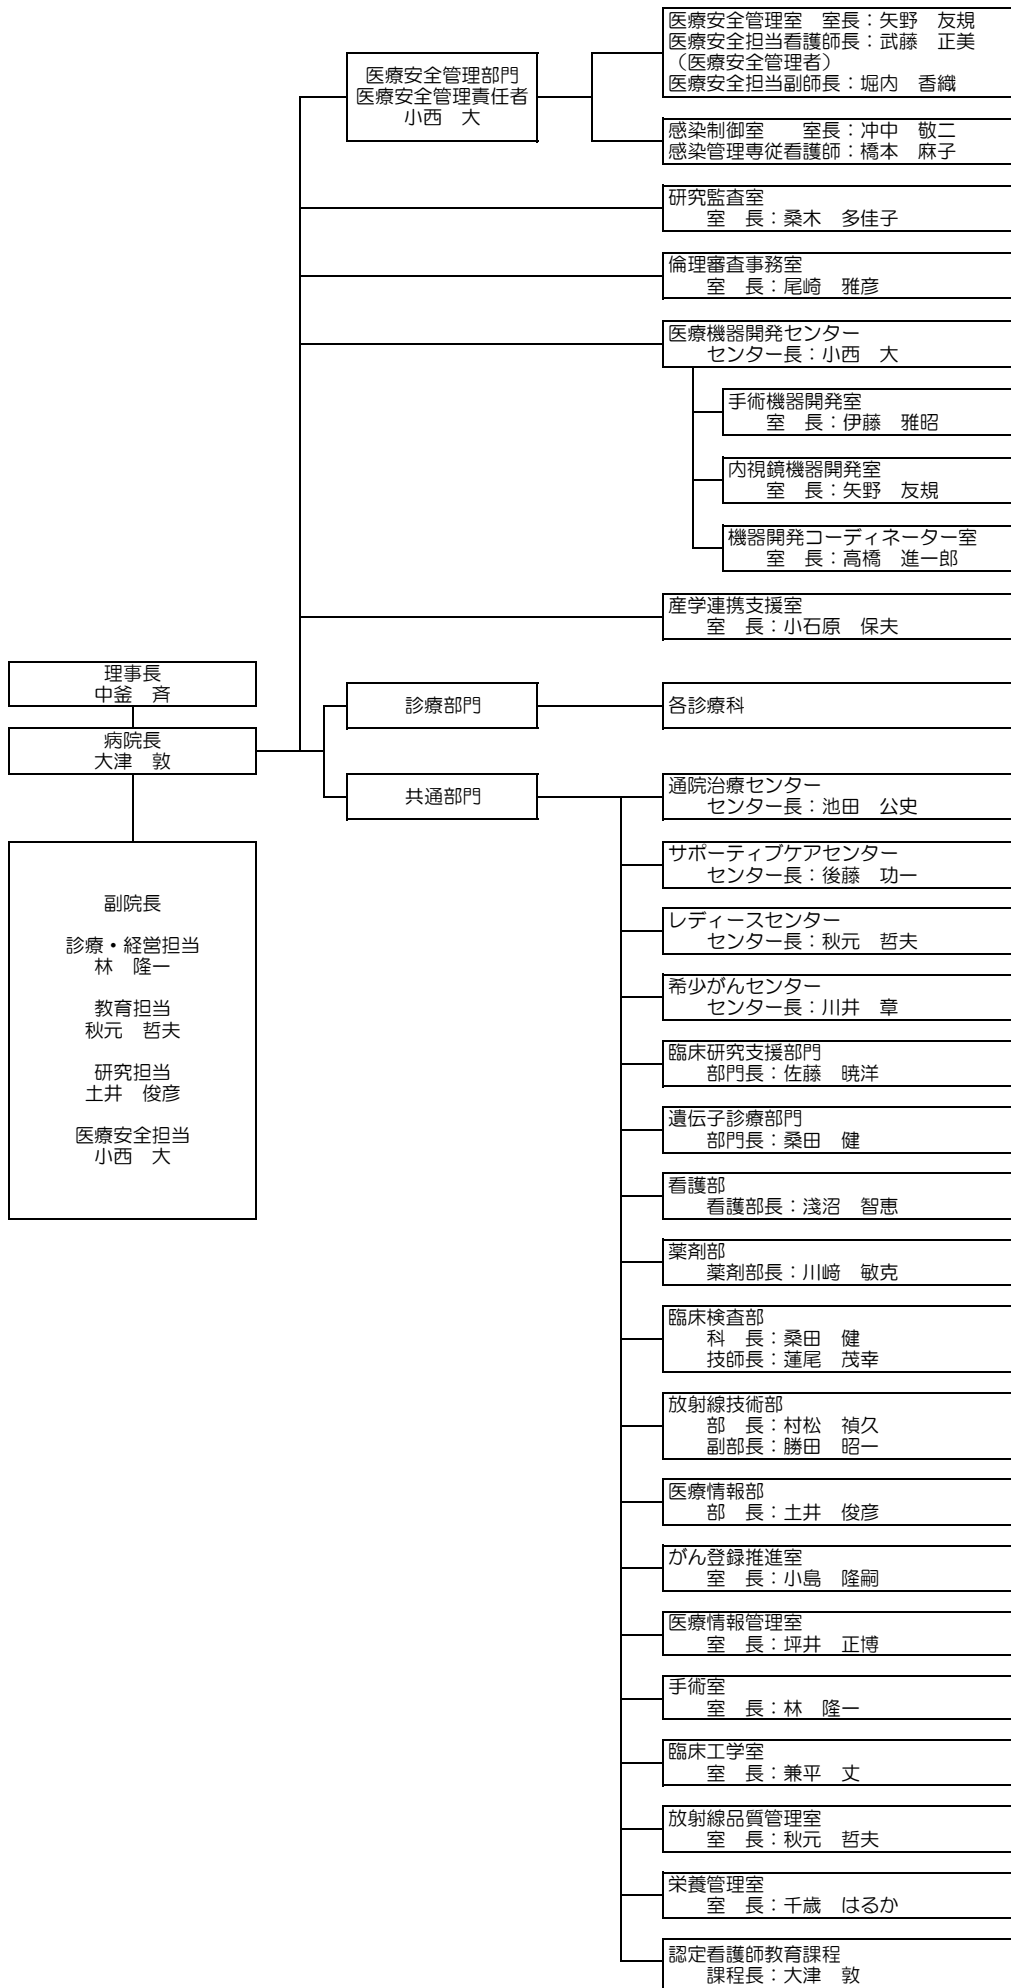 医療安全管理部門
医療安全管理責任者
小西　大
医療安全管理室　室長：矢野　友規
医療安全担当看護師長：武藤　正美
（医療安全管理者）
医療安全担当副師長：堀内　香織
感染制御室　　室長：冲中　敬二
感染管理専従看護師：橋本　麻子
研究監査室
室　長：桑木　多佳子
倫理審査事務室
室　長：尾崎　雅彦
医療機器開発センター
センター長：小西　大
手術機器開発室
室　長：伊藤　雅昭
内視鏡機器開発室
室　長：矢野　友規
機器開発コーディネーター室
室　長：高橋　進一郎
産学連携支援室
室　長：小石原　保夫
理事長
中釜　斉
病院長
大津　敦
副院長
診療・経営担当
林　隆一
教育担当
秋元　哲夫
研究担当
土井　俊彦
医療安全担当
小西　大
診療部門
各診療科
共通部門
通院治療センター
センター長：池田　公史
サポーティブケアセンター
センター長：後藤　功一
レディースセンター
センター長：秋元　哲夫
希少がんセンター
センター長：川井　章
臨床研究支援部門
部門長：佐藤　暁洋
遺伝子診療部門
部門長：桑田　健
看護部
看護部長：淺沼　智恵
薬剤部
薬剤部長：川﨑　敏克
臨床検査部
科　長：桑田　健
技師長：蓮尾　茂幸
放射線技術部
部　長：村松　禎久
副部長：勝田　昭一
医療情報部
部　長：土井　俊彦
がん登録推進室
室　長：小島　隆嗣
医療情報管理室
室　長：坪井　正博
手術室
室　長：林　隆一
臨床工学室
室　長：兼平　丈
放射線品質管理室
室　長：秋元　哲夫
栄養管理室
室　長：千歳　はるか
認定看護師教育課程
課程長：大津　敦